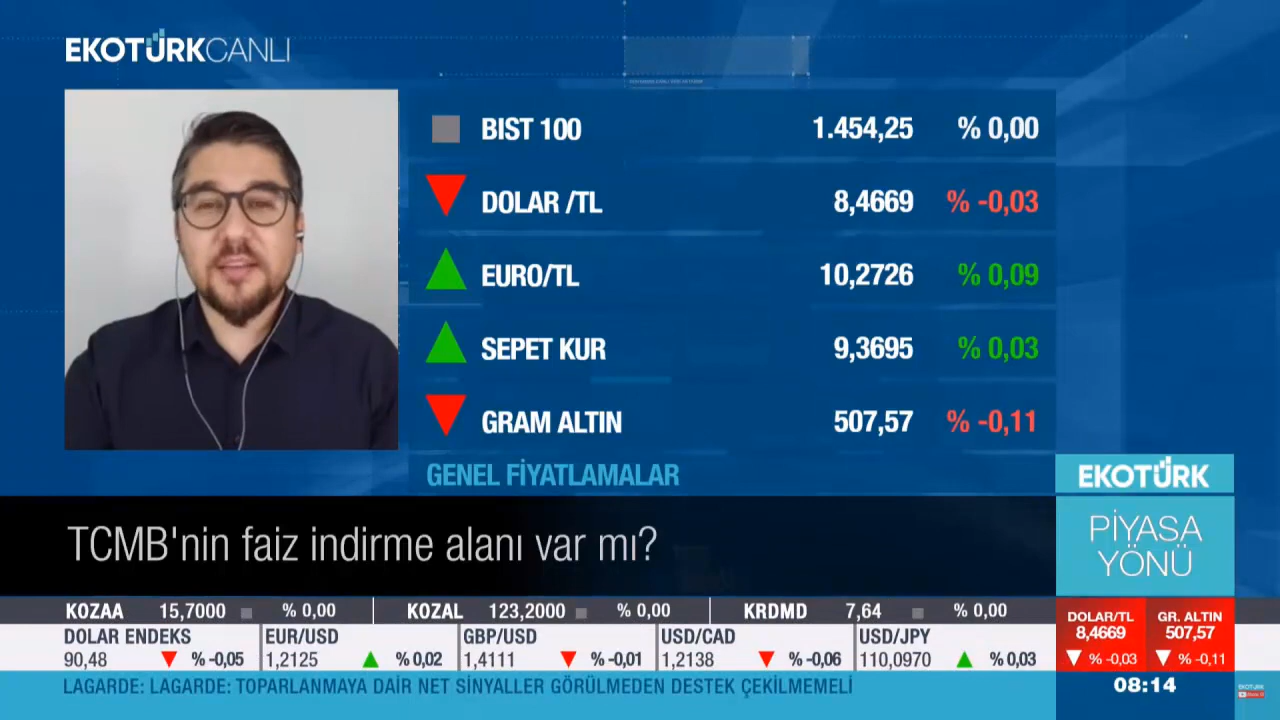 EKOTÜRKCANLI
BIST 100 1.454,25 % 0,00
DOLAR /TL 8,4669 % -0,03
EURO/TL 10,2726 % 0,09
SEPET KUR 9,3695 % 0,03
GRAM ALTIN 507,57 % -0,11
GENEL FİYATLAMALAR
EKOTÜRK
PİYASA
YÖNÜ
TCMB'nin faiz indirme alanı var mı?
KOZAA 15,7000 % 0,00 KOZAL 123,2000 % 0,00 KRDMD 7,64 % 0,00
DOLAR ENDEKS EUR/USD GBP/USD USD/CAD USD/JPY
90,48 % -0,05 1,2125 % 0,02 1,4111 % -0,01 1,2138 % -0,06 110,0970 % 0,03
DOLAR/TL GR. ALTIN
8,4669 507,57
% -0,03 % -0,11
LAGARDE: LAGARDE: TOPARLANMAYA DAİR NET SİNYALLER GÖRÜLMEDEN DESTEK ÇEKİLMEMELİ
08:14
EKOTÜRK